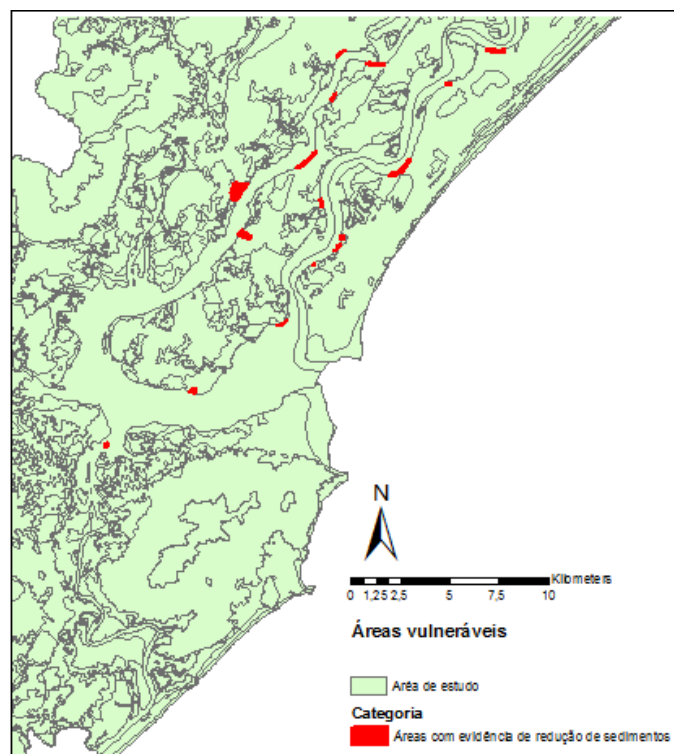 N
Kilometers
0 1,25 2,5 5 7,5 10
Áreas vulneráveis
Aréa de estudo
Categoria
Áreas com evidência de redução de sedimentos